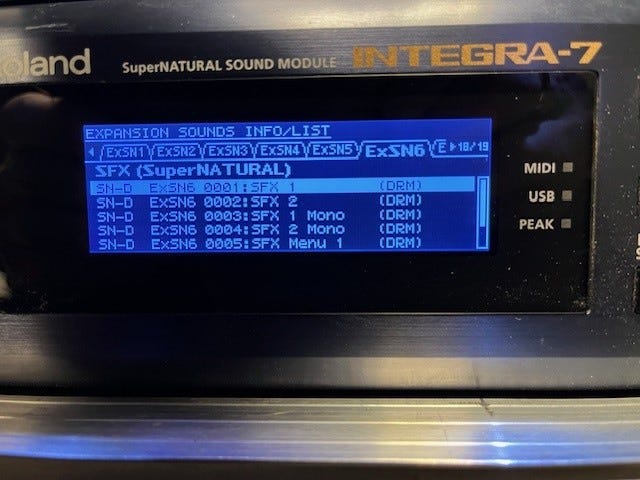 oland SuperNATURAL SOUND MODULE INTEGRA-7
EXPANSION SOUNDS INFO/LIST
ExSN1 ExSN2 ExSN3 ExSN4 ExSN5 ExSN6 E 18/19
SFX (SuperNATURAL)
SN-D ExSN6 0001:SFX 1 (DRM)
SN-D ExSN6 0002:SFX 2 (DRM)
SN-D ExSN6 0003:SFX 1 Mono (DRM)
SN-D ExSN6 0004:SFX 2 Mono (DRM)
SN-D ExSN6 0005:SFX Menu 1 (DRM)
MIDI
USB
PEAK